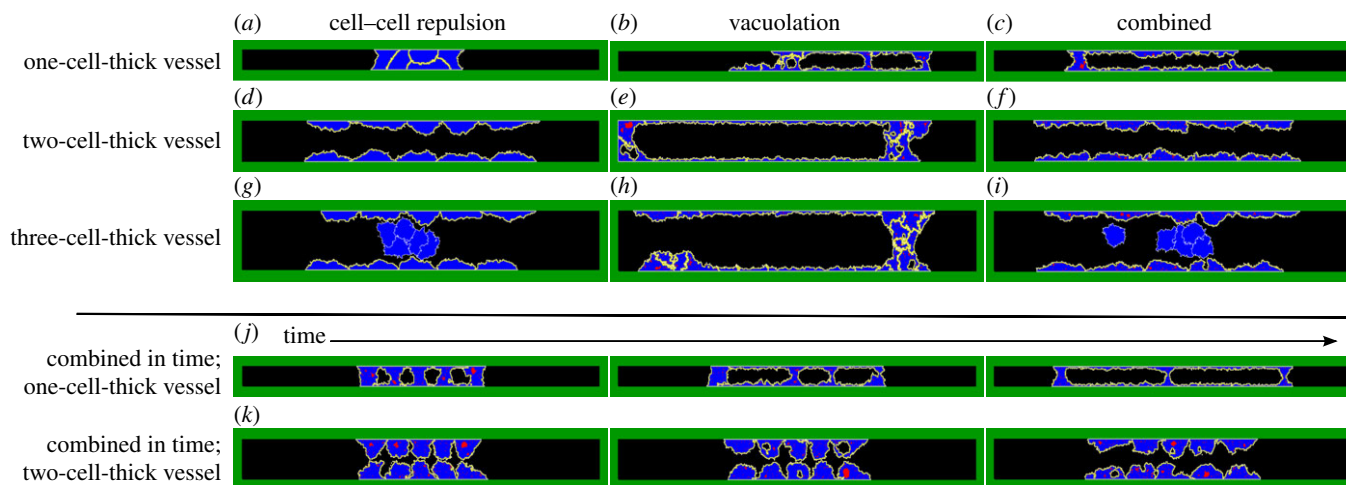 (a) cell–cell repulsion (b) vacuolation (c) combined
one-cell-thick vessel
(d) (e) (f)
two-cell-thick vessel
(g) (h) (i)
three-cell-thick vessel
(j) time
combined in time;
one-cell-thick vessel
(k)
combined in time;
two-cell-thick vessel